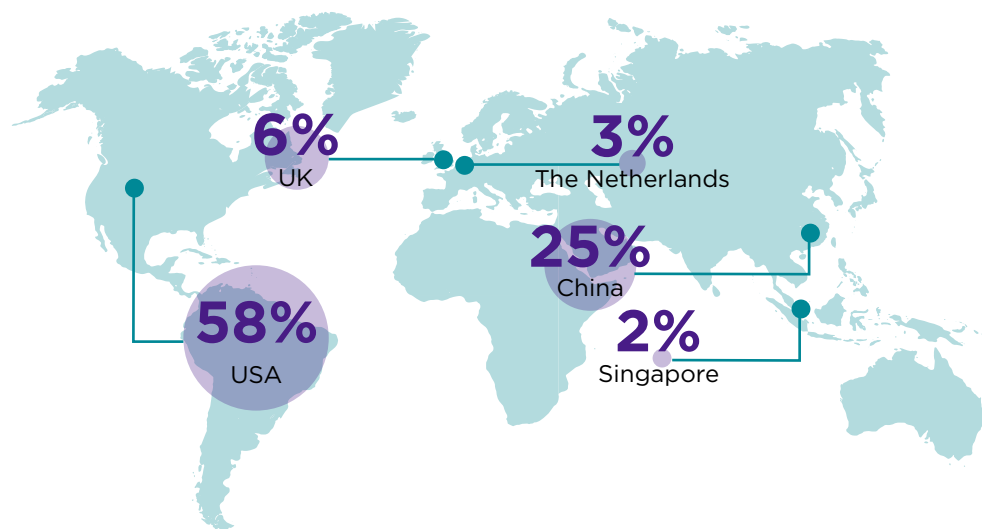 6%
UK
3%
The Netherlands
25%
China
58%
USA
2%
Singapore